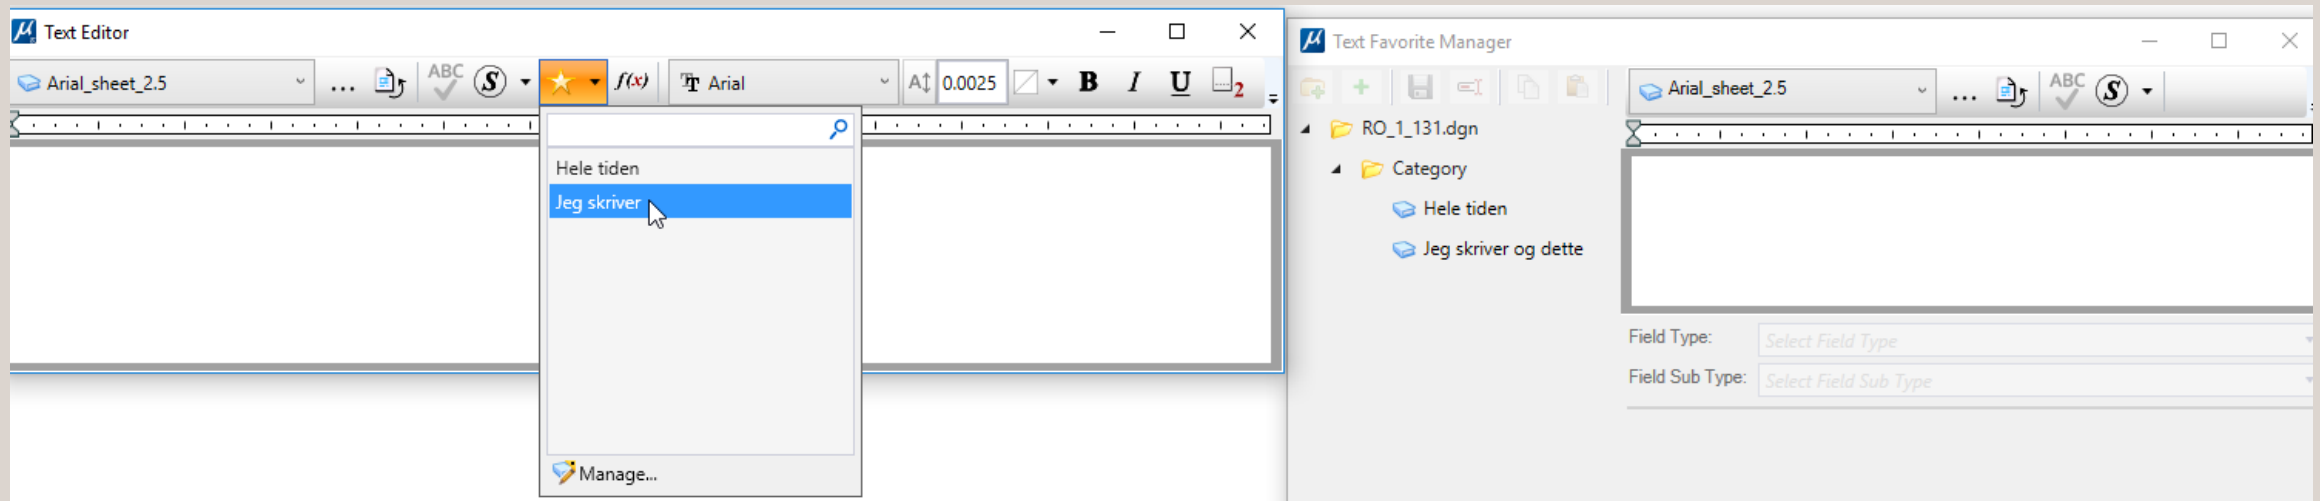 Text Editor
Arial_sheet_2.5
...
ABC
S
f(x)
Arial
0.0025
B
I
U
2
Hele tiden
Jeg skriver
Manage...
Text Favorite Manager
Arial_sheet_2.5
...
ABC
S
RO_1_131.dgn
Category
Hele tiden
Jeg skriver og dette
Field Type:
Select Field Type
Field Sub Type:
Select Field Sub Type